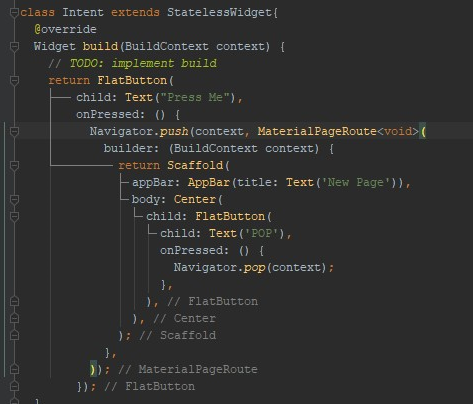 class Intent extends StatelessWidget{
  @override
  Widget build(BuildContext context) {
    // TODO: implement build
    return FlatButton(
        child: Text("Press Me"),
        onPressed: () {
          Navigator.push(context, MaterialPageRoute<void>(
            builder: (BuildContext context) {
              return Scaffold(
                appBar: AppBar(title: Text('New Page')),
                body: Center(
                  child: FlatButton(
                    child: Text('POP'),
                    onPressed: () {
                      Navigator.pop(context);
                    },
                  ), // FlatButton
                ), // Center
              ); // Scaffold
            },
          )); // MaterialPageRoute
        }); // FlatButton
  }